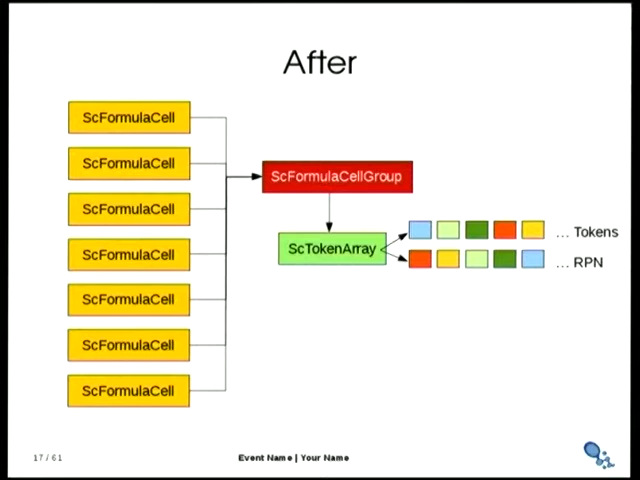 After
ScFormulaCell
ScFormulaCell
ScFormulaCell
ScFormulaCell
ScFormulaCell
ScFormulaCell
ScFormulaCell
ScFormulaCellGroup
ScTokenArray
... Tokens
... RPN
17 / 61
Event Name | Your Name